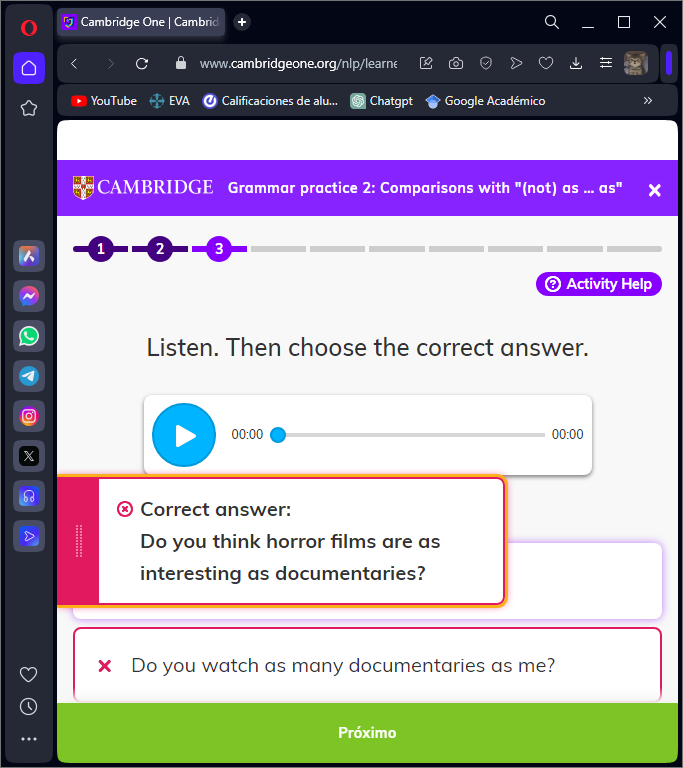 Cambridge One | Cambrid
www.cambridgeone.org/nlp/learne
YouTube
EVA
Calificaciones de alu...
Chatgpt
Google Académico
CAMBRIDGE
Grammar practice 2: Comparisons with "(not) as ... as"
1
2
3
Activity Help
Listen. Then choose the correct answer.
00:00
00:00
Correct answer:
Do you think horror films are as
interesting as documentaries?
Do you watch as many documentaries as me?
Próximo